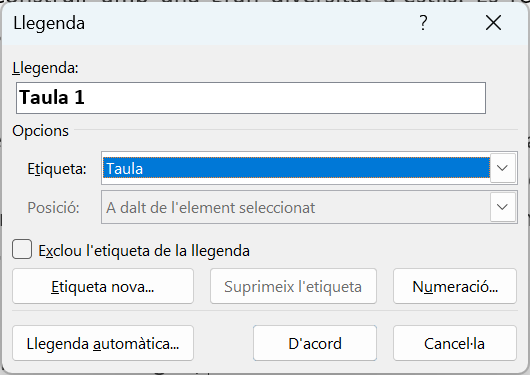 Llegenda
?
Llegenda:
Taula 1
Opcions
Etiqueta: Taula
Posició: A dalt de l'element seleccionat
Exclou l'etiqueta de la llegenda
Etiqueta nova... Suprimeix l'etiqueta Numeració...
Llegenda automàtica... D'acord Cancel·la